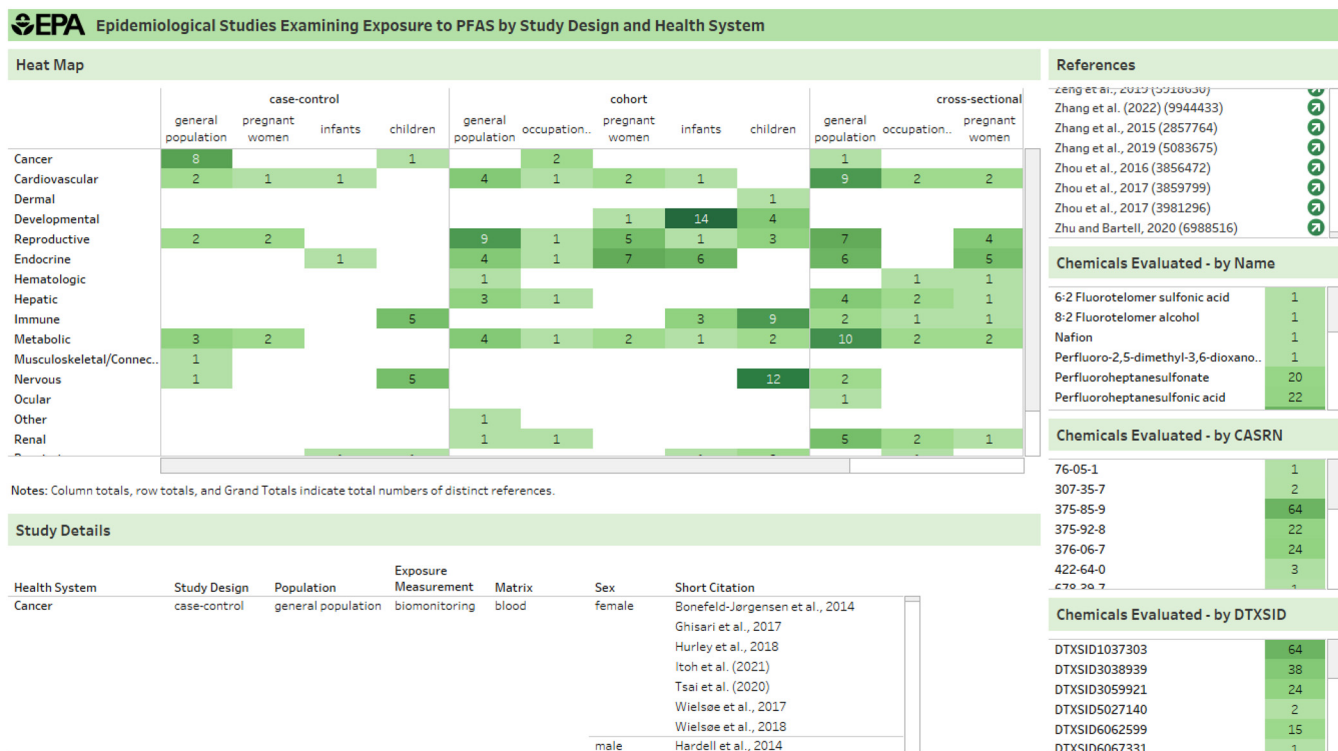 EPA Epidemiological Studies Examining Exposure to PFAS by Study Design and Health System
Heat Map
case-control cohort cross-sectional
general population pregnant women infants children general population occupation.. pregnant women infants children general population occupation.. pregnant women
Cancer 8 1 2 1
Cardiovascular 2 1 1 4 1 2 1 9 2 2
Dermal 1
Developmental 1 14 4
Reproductive 2 2 9 1 5 1 3 7 4
Endocrine 1 4 1 7 6 6 5
Hematologic 1 1 1
Hepatic 3 1 4 2 1
Immune 5 3 9 2 1 1
Metabolic 3 2 4 1 2 1 2 10 2 2
Musculoskeletal/Connec.. 1
Nervous 1 5 12 2
Ocular 1
Other 1
Renal 1 1 5 2 1
Notes: Column totals, row totals, and Grand Totals indicate total numbers of distinct references.
Study Details
Health System Study Design Population Exposure Measurement Matrix Sex Short Citation
Cancer case-control general population biomonitoring blood female Bonefeld-Jørgensen et al., 2014
Ghisari et al., 2017
Hurley et al., 2018
Itoh et al. (2021)
Tsai et al. (2020)
Wielsøe et al., 2017
Wielsøe et al., 2018
male Hardell et al., 2014
References
Zeng et al., 2019 (5918630)
Zhang et al. (2022) (9944433)
Zhang et al., 2015 (2857764)
Zhang et al., 2019 (5083675)
Zhou et al., 2016 (3856472)
Zhou et al., 2017 (3859799)
Zhou et al., 2017 (3981296)
Zhu and Bartell, 2020 (6988516)
Chemicals Evaluated - by Name
6:2 Fluorotelomer sulfonic acid 1
8:2 Fluorotelomer alcohol 1
Nafion 1
Perfluoro-2,5-dimethyl-3,6-dioxano.. 1
Perfluoroheptanesulfonate 20
Perfluoroheptanesulfonic acid 22
Chemicals Evaluated - by CASRN
76-05-1 1
307-35-7 2
375-85-9 64
375-92-8 22
376-06-7 24
422-64-0 3
678-39-7 1
Chemicals Evaluated - by DTXSID
DTXSID1037303 64
DTXSID3038939 38
DTXSID3059921 24
DTXSID5027140 2
DTXSID6062599 15
DTXSID6067331 1